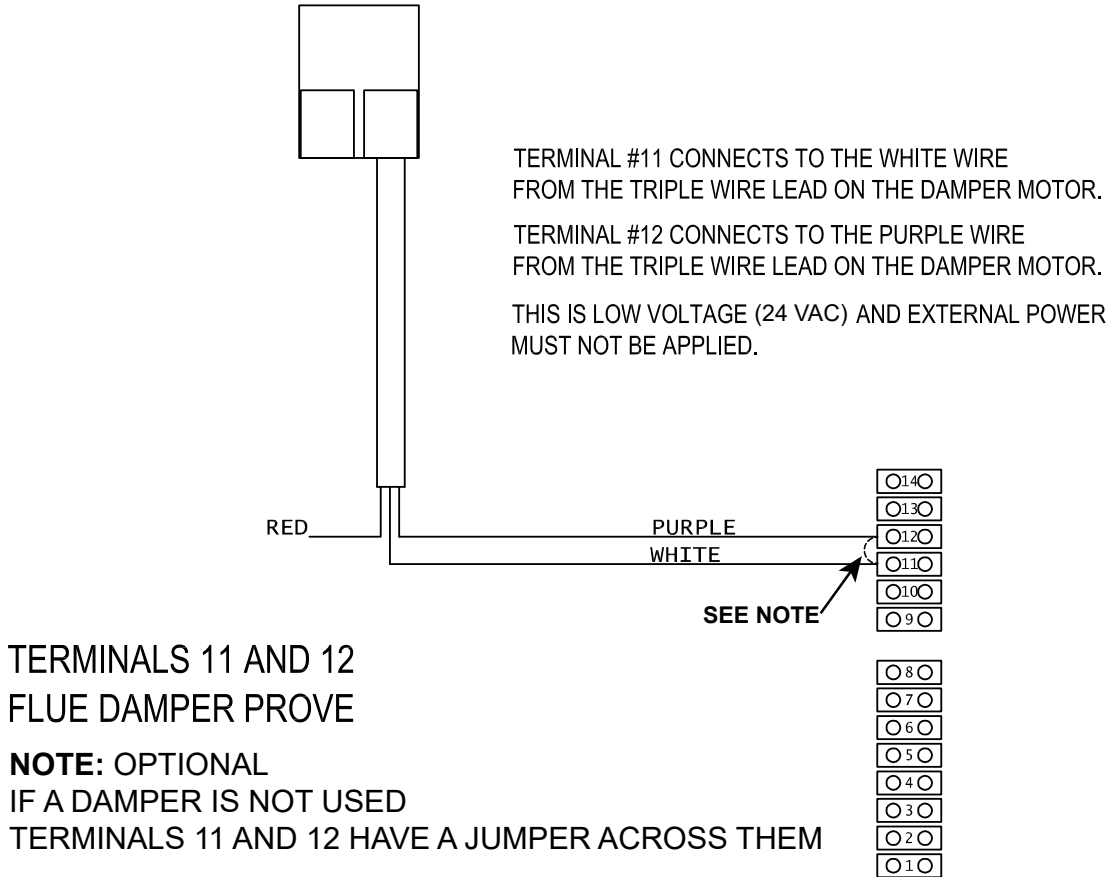 TERMINAL #11 CONNECTS TO THE WHITE WIRE
FROM THE TRIPLE WIRE LEAD ON THE DAMPER MOTOR.
TERMINAL #12 CONNECTS TO THE PURPLE WIRE
FROM THE TRIPLE WIRE LEAD ON THE DAMPER MOTOR.
THIS IS LOW VOLTAGE (24 VAC) AND EXTERNAL POWER
MUST NOT BE APPLIED.
14
13
RED
PURPLE
12
WHITE
11
10
SEE NOTE
9
TERMINALS 11 AND 12
FLUE DAMPER PROVE
NOTE: OPTIONAL
IF A DAMPER IS NOT USED
TERMINALS 11 AND 12 HAVE A JUMPER ACROSS THEM
8
7
6
5
4
3
2
1